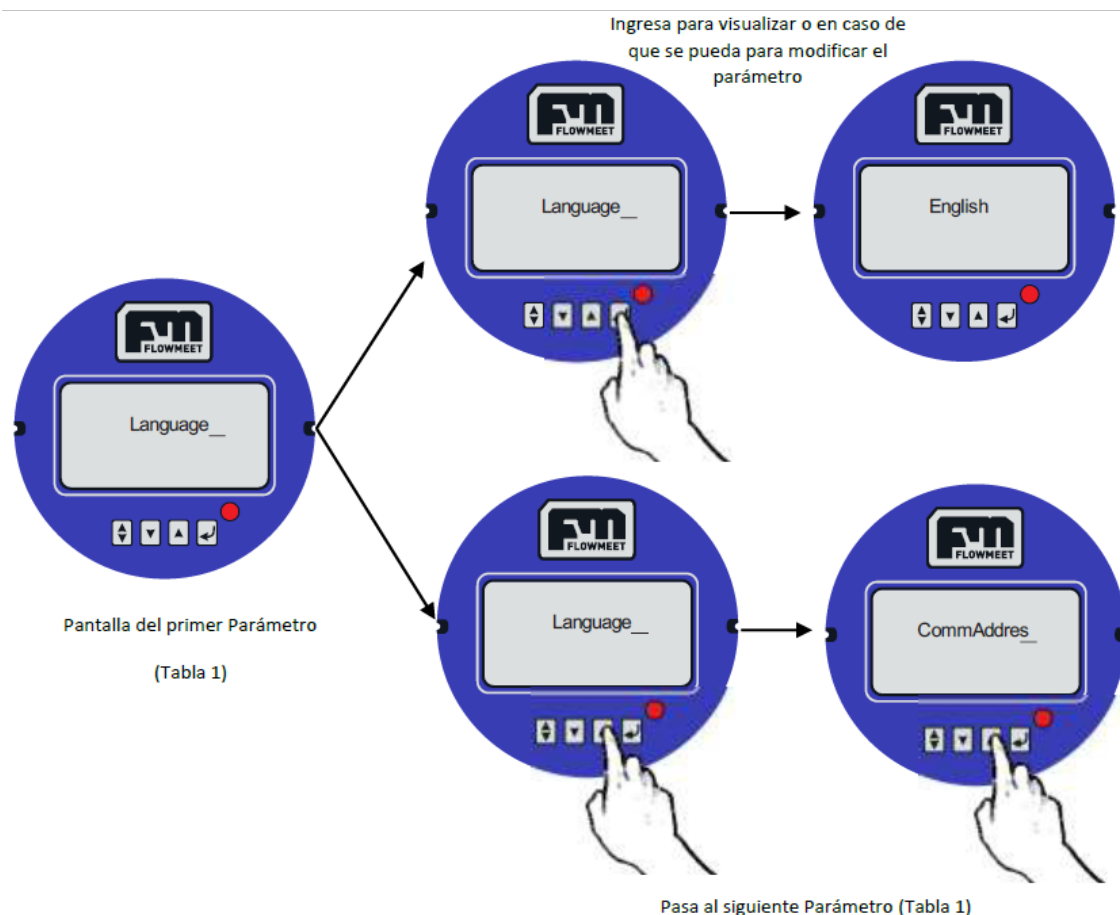 Ingresa para visualizar o en caso de
que se pueda para modificar el
parámetro
FM
FLOWMEET
Language_
FM
FLOWMEET
English
FM
FLOWMEET
Language_
Pantalla del primer Parámetro
(Tabla 1)
FM
FLOWMEET
Language_
FM
FLOWMEET
CommAddres_
Pasa al siguiente Parámetro (Tabla 1)